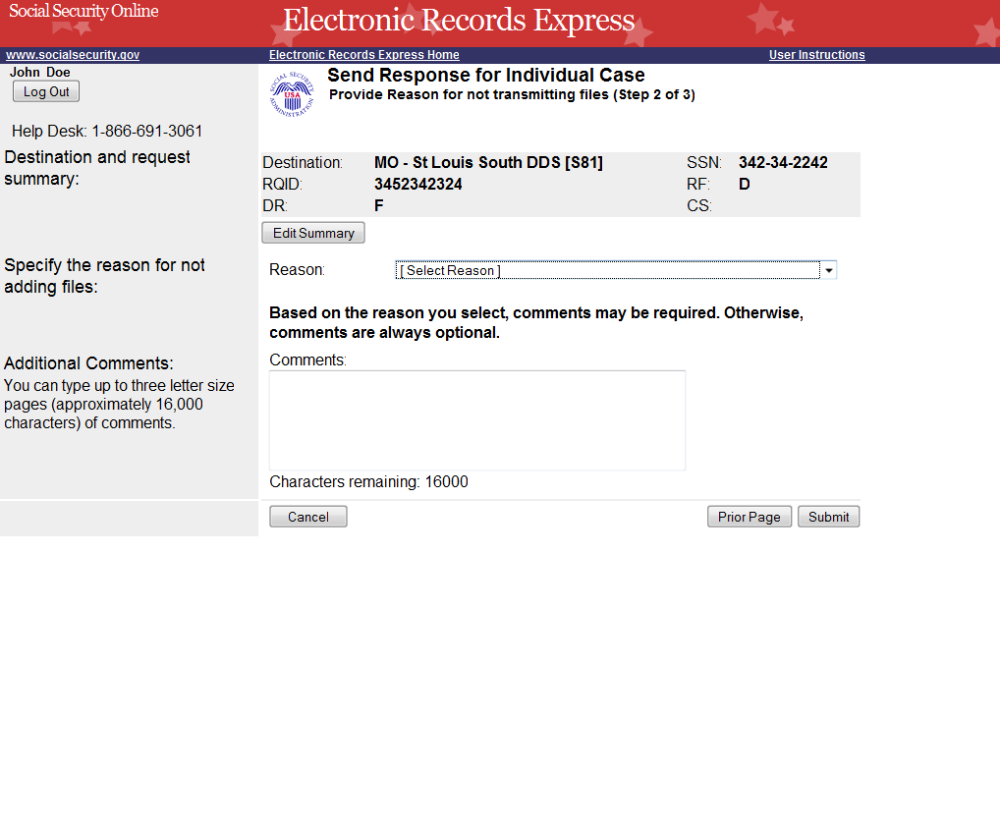 Social Security Online
Electronic Records Express
www.socialsecurity.gov
Electronic Records Express Home
User Instructions
John Doe
Log Out
Help Desk: 1-866-691-3061
SOCIAL SECURITY ADMINISTRATION
USA
Send Response for Individual Case
Provide Reason for not transmitting files (Step 2 of 3)
Destination and request
summary:
Destination: MO - St Louis South DDS [S81] SSN: 342-34-2242
RQID: 3452342324 RF: D
DR: F CS:
Edit Summary
Specify the reason for not
adding files:
Reason: [ Select Reason ]
Based on the reason you select, comments may be required. Otherwise,
comments are always optional.
Additional Comments:
You can type up to three letter size
pages (approximately 16,000
characters) of comments.
Comments:
Characters remaining: 16000
Cancel Prior Page Submit